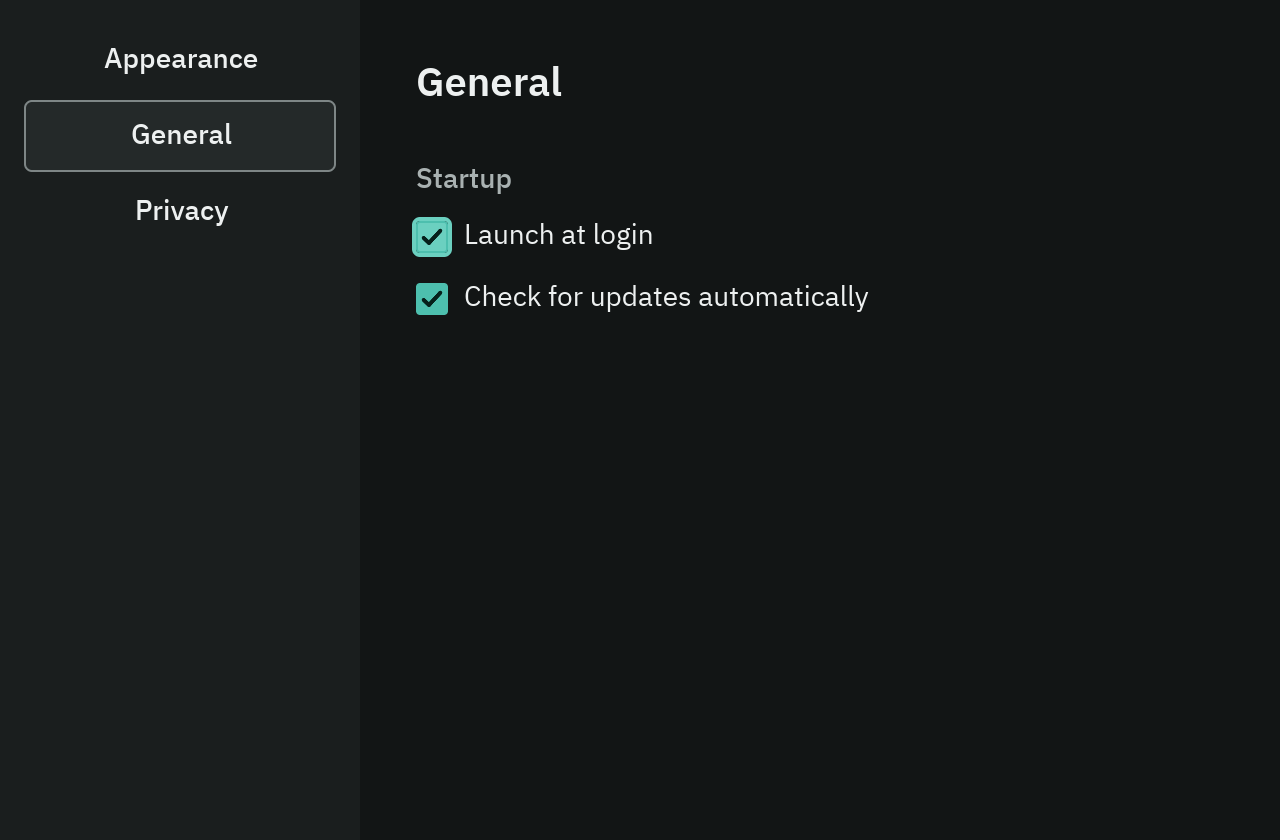 Appearance
General
Privacy
General
Startup
Launch at login
Check for updates automatically